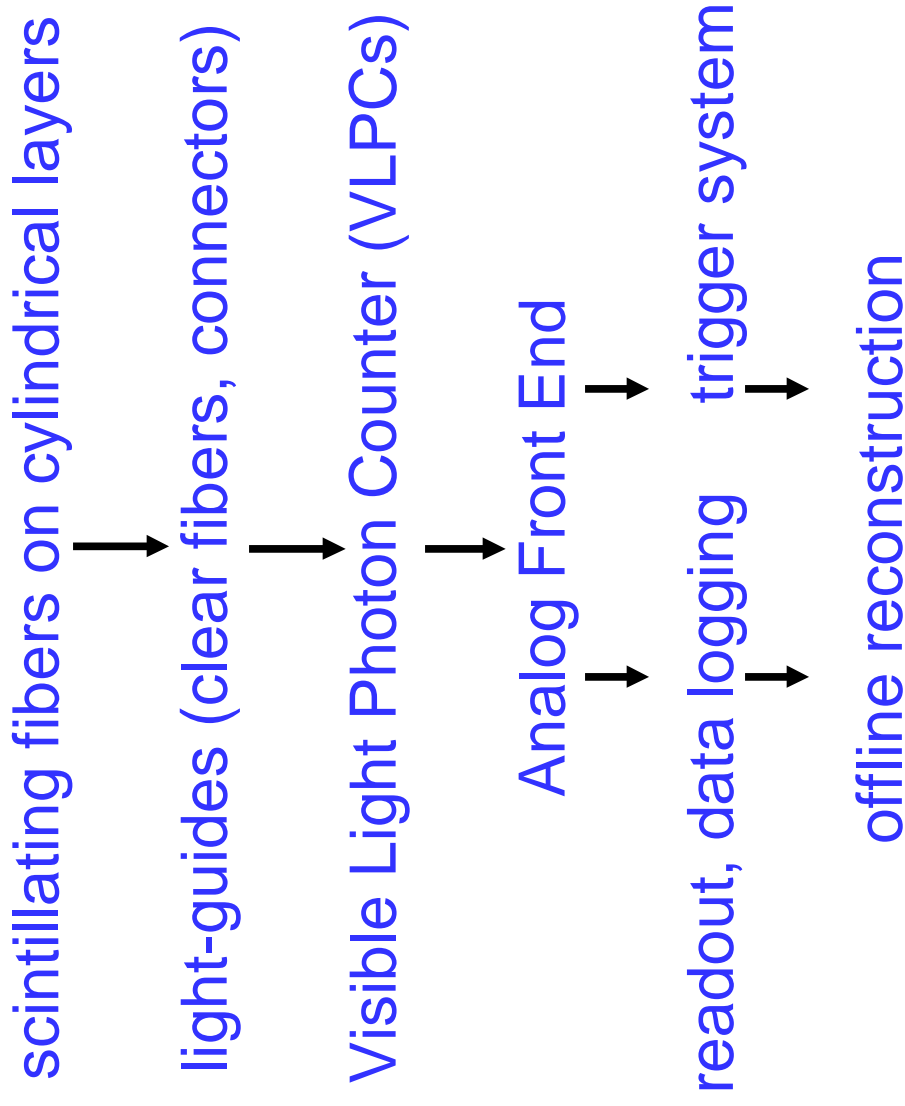 scintillating fibers on cylindrical layers
light-guides (clear fibers, connectors)
Visible Light Photon Counter (VLPCs)
Analog Front End
readout, data logging trigger system
offline reconstruction